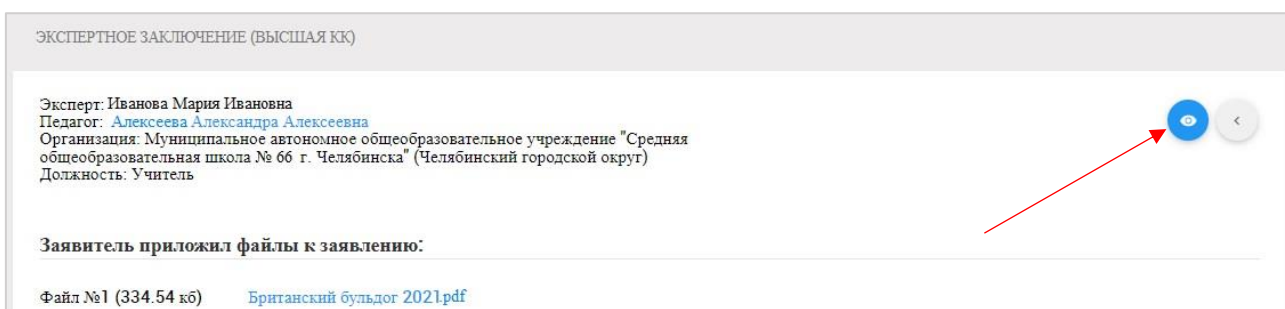 ЭКСПЕРТНОЕ ЗАКЛЮЧЕНИЕ (ВЫСШАЯ КК)
Эксперт: Иванова Мария Ивановна
Педагог: Алексеева Александра Алексеевна
Организация: Муниципальное автономное общеобразовательное учреждение "Средняя
общеобразовательная школа № 66 г. Челябинска" (Челябинский городской округ)
Должность: Учитель
Заявитель приложил файлы к заявлению:
Файл №1 (334.54 кб) Британский бульдог 2021.pdf